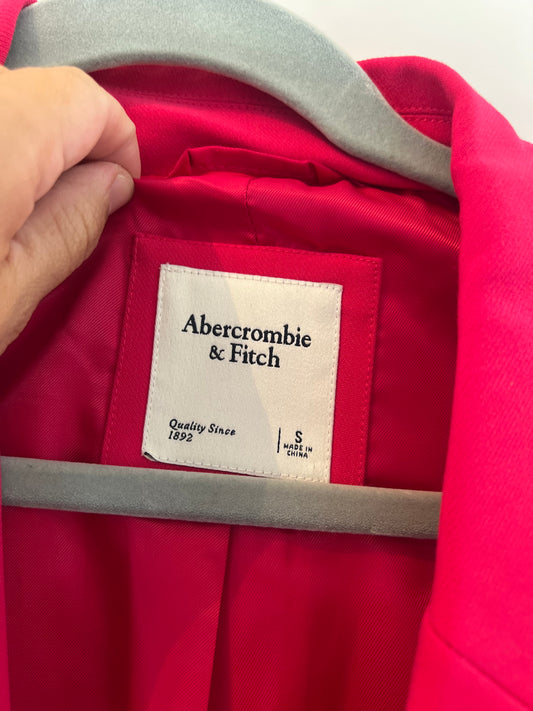 Abercrombie
& Fitch
Quality Since
1892
S
MADE IN
CHINA